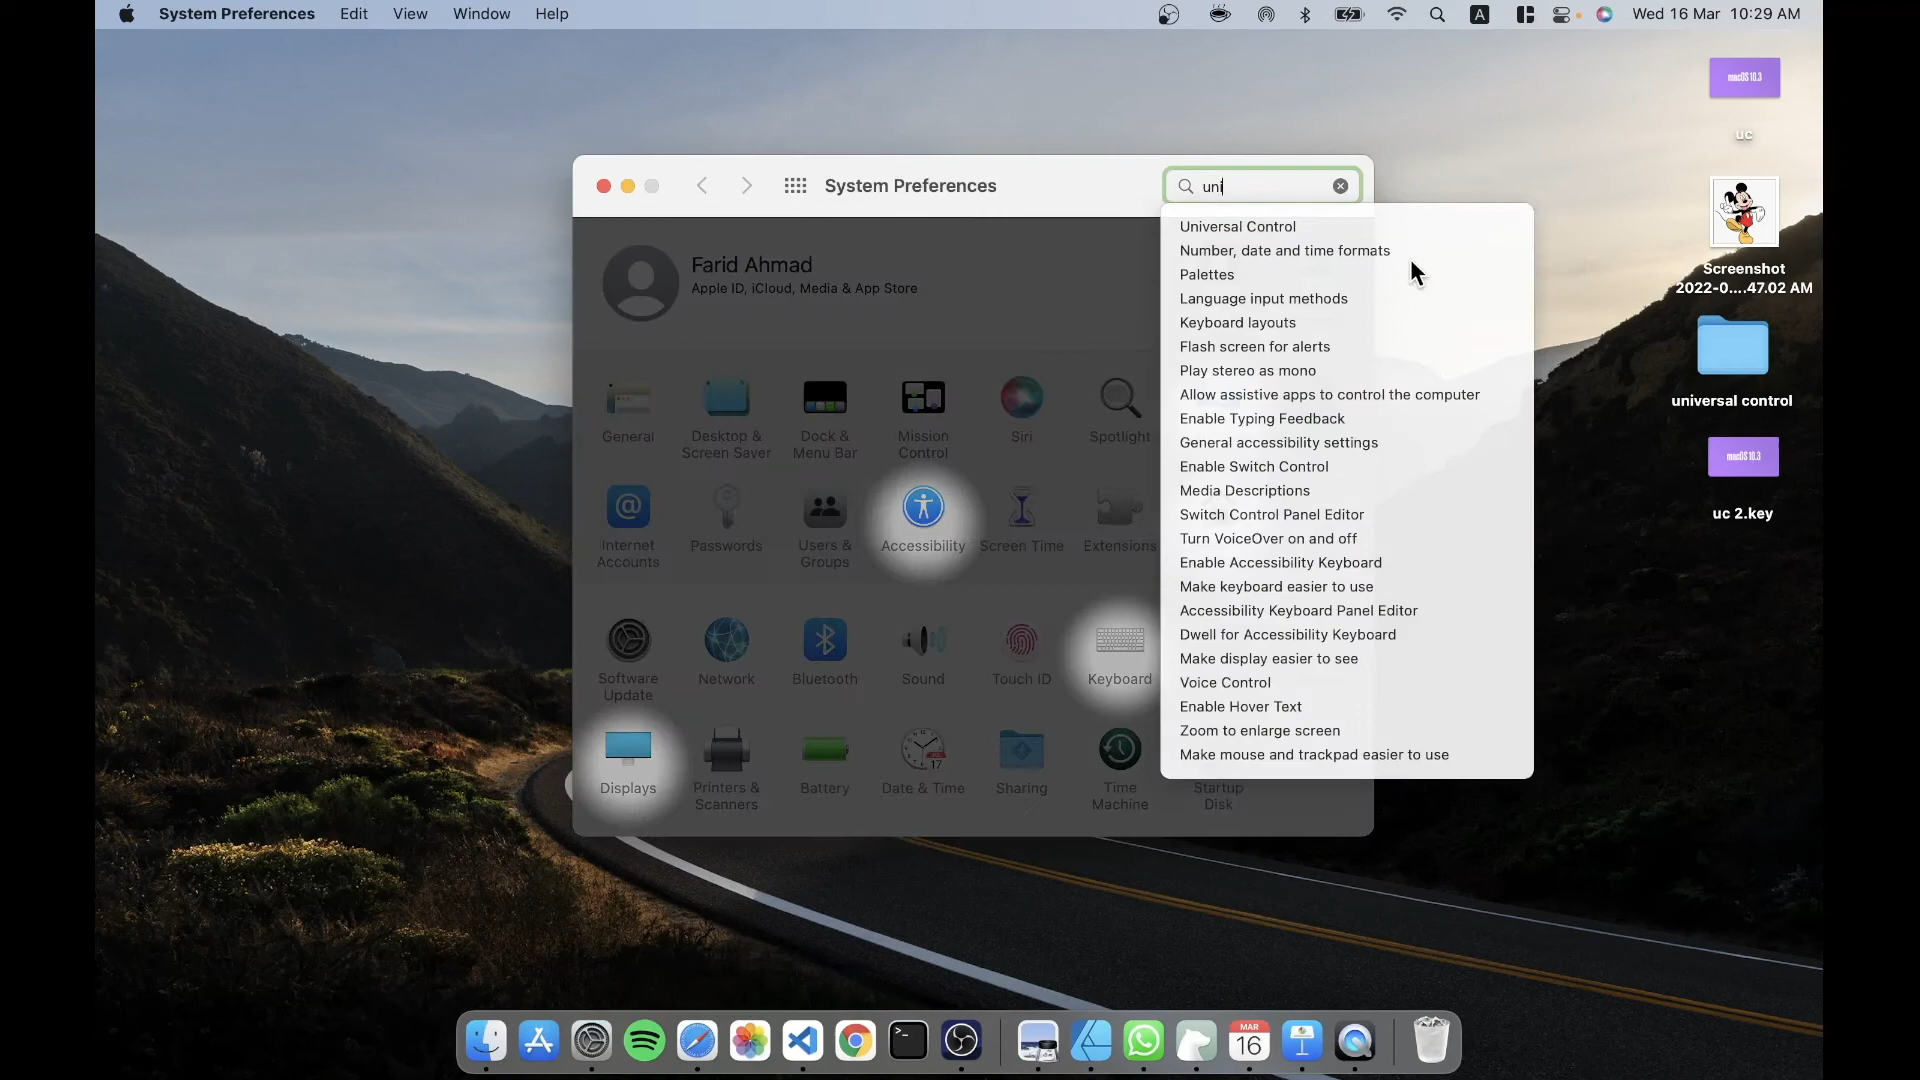 System Preferences Edit View Window Help
A Wed 16 Mar 10:29 AM
macOS 10.3
uc
System Preferences
uni
Farid Ahmad
Apple ID, iCloud, Media & App Store
Universal Control
Number, date and time formats
Palettes
Language input methods
Keyboard layouts
Flash screen for alerts
Play stereo as mono
Allow assistive apps to control the computer
Enable Typing Feedback
General accessibility settings
Enable Switch Control
Media Descriptions
Switch Control Panel Editor
Turn VoiceOver on and off
Enable Accessibility Keyboard
Make keyboard easier to use
Accessibility Keyboard Panel Editor
Dwell for Accessibility Keyboard
Make display easier to see
Voice Control
Enable Hover Text
Zoom to enlarge screen
Make mouse and trackpad easier to use
General
Desktop &
Screen Saver
Dock &
Menu Bar
Mission
Control
Siri
Spotlight
Internet
Accounts
Passwords
Users &
Groups
Accessibility
Screen Time
Extensions
Software
Update
Network
Bluetooth
Sound
Touch ID
Keyboard
Displays
Printers &
Scanners
Battery
JUL
17
Date & Time
Sharing
Time
Machine
Startup
Disk
Screenshot
2022-0....47.02 AM
universal control
macOS 10.3
uc 2.key
MAR
16